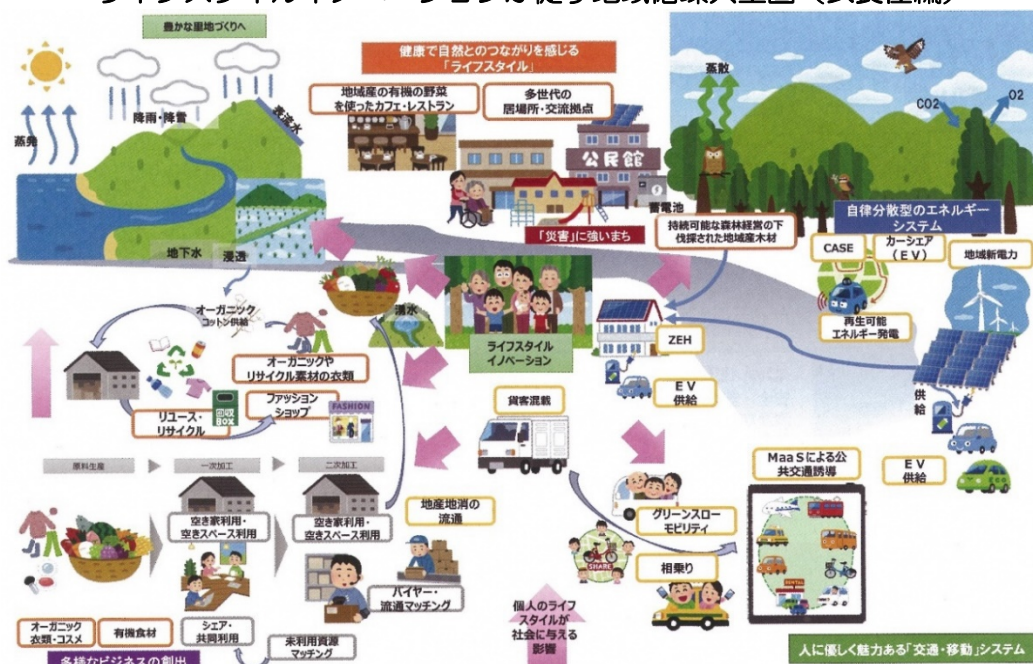 豊かな里地づくりへ
健康で自然とのつながりを感じる
「ライフスタイル」
地域産の有機の野菜
を使ったカフェ・レストラン
多世代の
居場所・交流拠点
蒸散
CO2
O2
降雨・降雪
表流水
蒸発
公民館
蓄電池
「災害」に強いまち
持続可能な森林経営の下
伐採された地域産木材
自律分散型のエネルギー
システム
CASE
カーシェア
(EV)
地域新電力
地下水
浸透
再生可能
エネルギー発電
オーガニック
コットン供給
湧水
ライフスタイル
イノベーション
ZEH
EV
供給
供給
オーガニックや
リサイクル素材の衣類
リユース・
リサイクル
回収
BOX
ファッション
ショップ
FASHION
貨客混載
EV
供給
MaaSによる公
共交通誘導
原料生産
一次加工
二次加工
空き家利用・
空きスペース利用
空き家利用・
空きスペース利用
地産地消の
流通
グリーンスロー
モビリティ
SHARE
相乗り
RENTAL
バイヤー・
流通マッチング
個人のライフ
スタイルが
社会に与える
影響
オーガニック
衣類・コスメ
有機食材
シェア・
共同利用
未利用資源
マッチング
多様なビジネスの創出
人に優しく魅力ある「交通・移動」システム